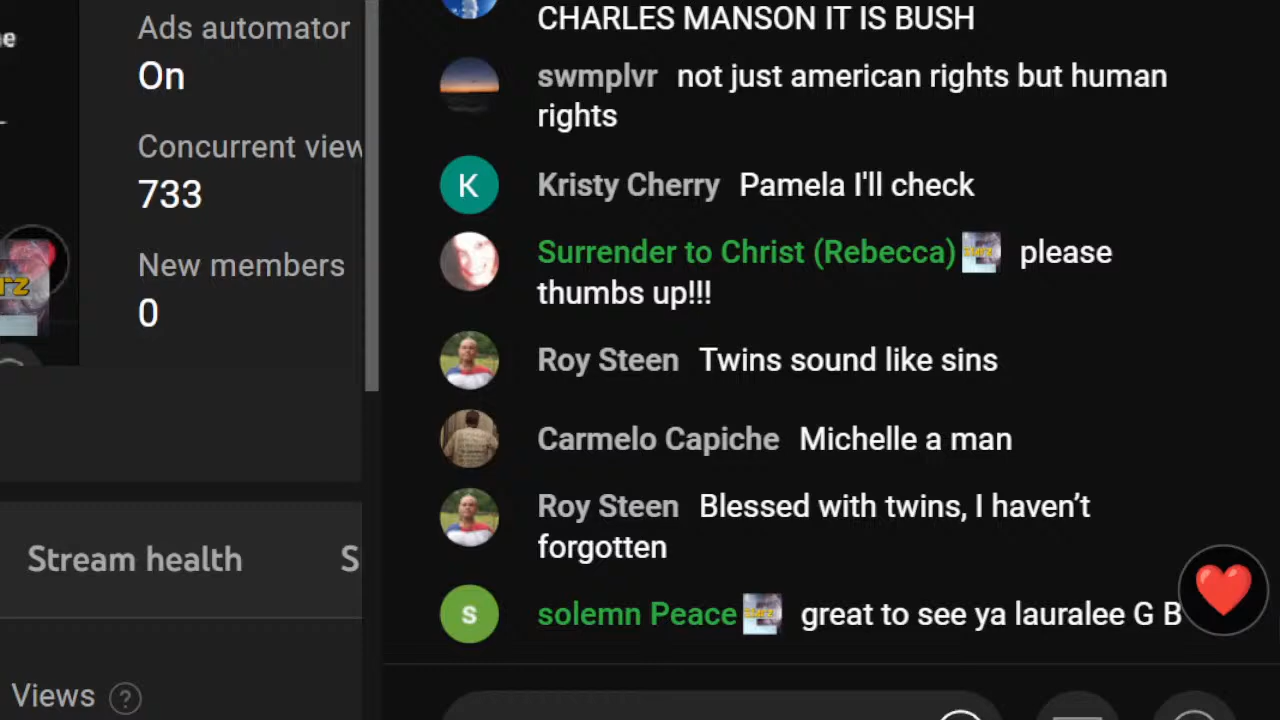 Ads automator
On
Concurrent view
733
New members
0
Stream health
S
Views ?
CHARLES MANSON IT IS BUSH
swmplvr not just american rights but human
rights
K Kristy Cherry Pamela I'll check
Surrender to Christ (Rebecca) please
thumbs up!!!
Roy Steen Twins sound like sins
Carmelo Capiche Michelle a man
Roy Steen Blessed with twins, I haven’t
forgotten
s solemn Peace great to see ya lauralee G B